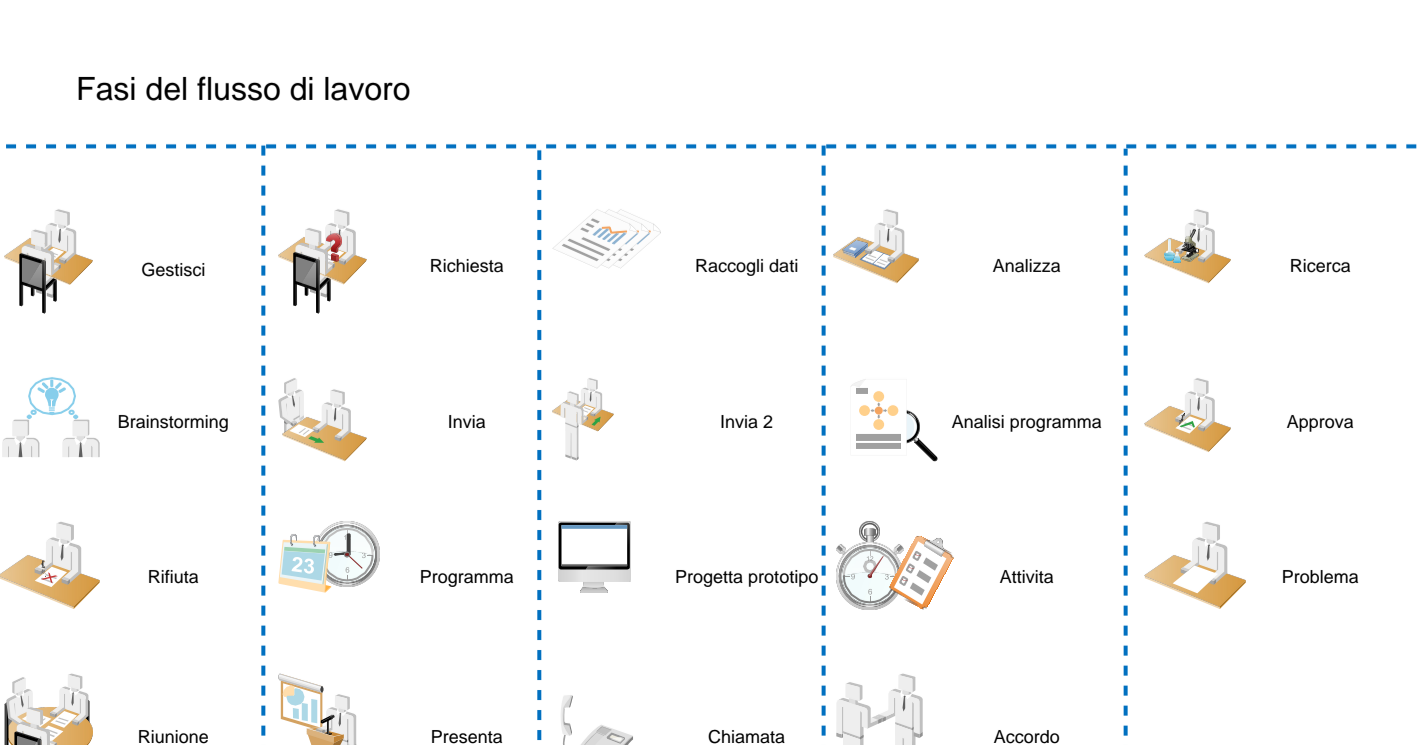 Fasi del flusso di lavoro
Gestisci
Richiesta
Raccogli dati
Analizza
Ricerca
Brainstorming
Invia
Invia 2
Analisi programma
Approva
Rifiuta
23
Programma
Progetta prototipo
Attivita
Problema
Riunione
Presenta
Chiamata
Accordo